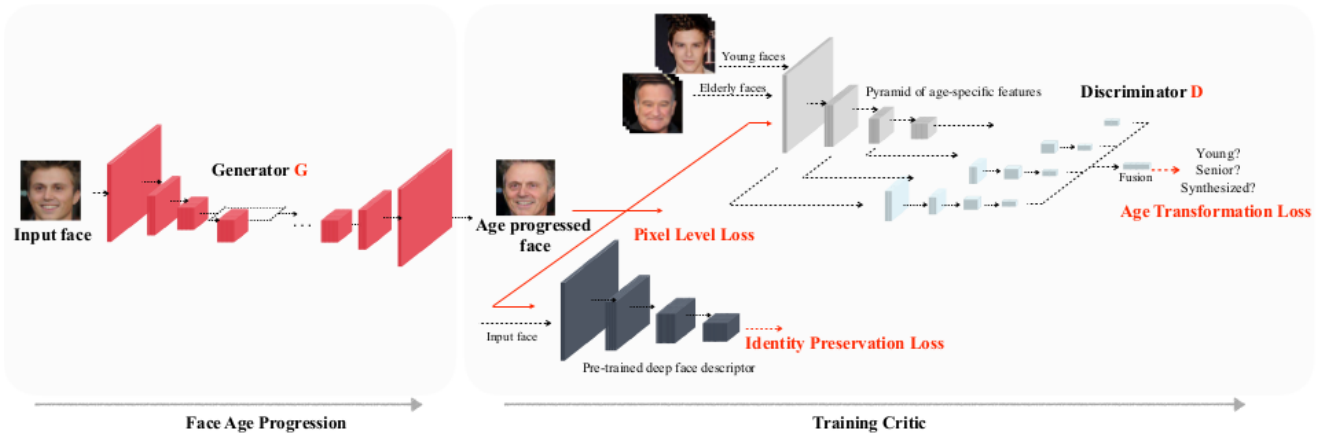 Input face
Generator G
...
Face Age Progression
Young faces
Elderly faces
Pyramid of age-specific features
Discriminator D
Fusion
Young?
Senior?
Synthesized?
Age Transformation Loss
Age progressed
face
Pixel Level Loss
Input face
Identity Preservation Loss
Pre-trained deep face descriptor
Training Critic